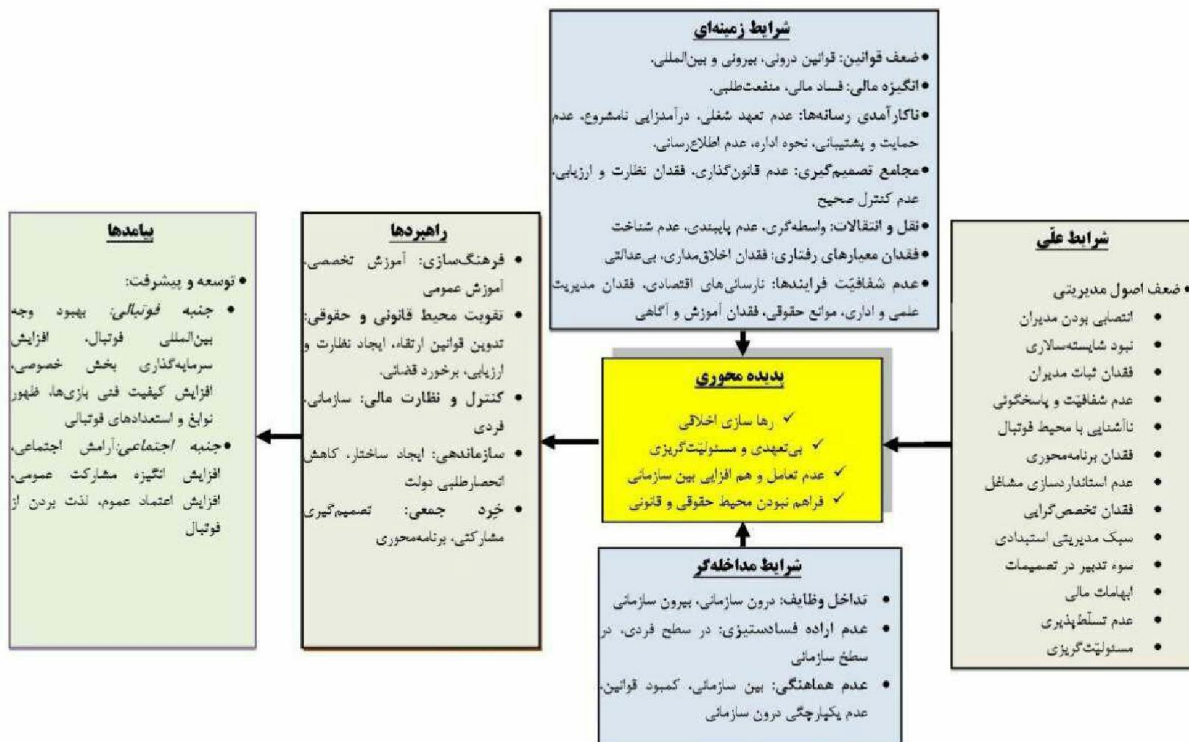 شرایط زمینه‌ای
• ضعف قوانین: قوانین درونی، بیرونی و بین‌المللی.
• انگیزه مالی: فساد مالی، منفعت‌طلبی.
• ناکارآمدی رسانه‌ها: عدم تعهد شغلی، درآمدزایی نامشروع، عدم
حمایت و پشتیبانی، نحوه اداره، عدم اطلاع‌رسانی.
• مجامع تصمیم‌گیری: عدم قانون‌گذاری، فقدان نظارت و ارزیابی،
عدم کنترل صحیح
• نقل و انتقالات: واسطه‌گری، عدم پایبندی، عدم شناخت
• فقدان معیارهای رفتاری: فقدان اخلاق‌مداری، بی‌عدالتی
• عدم شفافیّت فرایندها: نارسائی‌های اقتصادی، فقدان مدیریت
علمی و اداری، موانع حقوقی، فقدان آموزش و آگاهی
شرایط علّی
• ضعف اصول مدیریتی
• انتصابی بودن مدیران
• نبود شایسته‌سالاری
• فقدان ثبات مدیران
• عدم شفافیّت و پاسخگوئی
• ناآشنایی با محیط فوتبال
• فقدان برنامه‌محوری
• عدم استانداردسازی مشاغل
• فقدان تخصّص‌گرایی
• سبک مدیریتی استبدادی
• سوء تدبیر در تصمیمات
• ابهامات مالی
• عدم تسلّط‌پذیری
• مسئولیّت‌گریزی
پدیده محوری
✓ رها سازی اخلاقی
✓ بی‌تعهدی و مسئولیّت‌گریزی
✓ عدم تعامل و هم افزایی بین سازمانی
✓ فراهم نبودن محیط حقوقی و قانونی
شرایط مداخله‌گر
• تداخل وظایف: درون سازمانی، بیرون سازمانی
• عدم اراده فسادستیزی: در سطح فردی، در
سطح سازمانی
• عدم هماهنگی: بین سازمانی، کمبود قوانین،
عدم یکپارچگی درون سازمانی
راهبردها
• فرهنگ‌سازی: آموزش تخصصی،
آموزش عمومی
• تقویت محیط قانونی و حقوقی:
تدوین قوانین ارتقاء، ایجاد نظارت و
ارزیابی، برخورد قضائی.
• کنترل و نظارت مالی: سازمانی،
فردی
• سازماندهی: ایجاد ساختار، کاهش
انحصارطلبی دولت
• خِرد جمعی: تصمیم‌گیری
مشارکتی، برنامه‌محوری
پیامدها
• توسعه و پیشرفت:
• جنبه فوتبالی: بهبود وجه
بین‌المللی فوتبال، افزایش
سرمایه‌گذاری بخش خصوصی،
افزایش کیفیت فنی بازی‌ها، ظهور
نوابغ و استعدادهای فوتبالی
• جنبه اجتماعی:آرامش اجتماعی،
افزایش انگیزه مشارکت عمومی،
افزایش اعتماد عموم، لذت بردن از
فوتبال